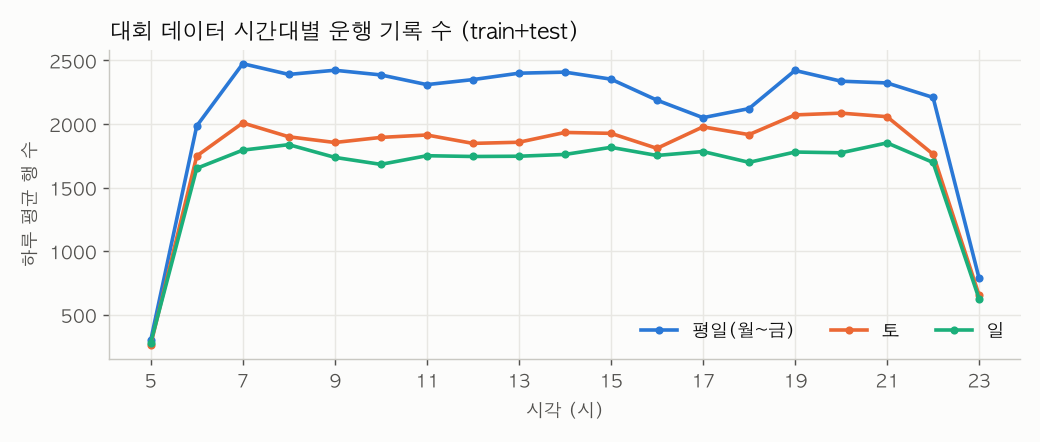 대회 데이터 시간대별 운행 기록 수 (train+test)
하루 평균 행 수
2500
2000
1500
1000
500
평일(월~금) 토 일
5 7 9 11 13 15 17 19 21 23
시각 (시)